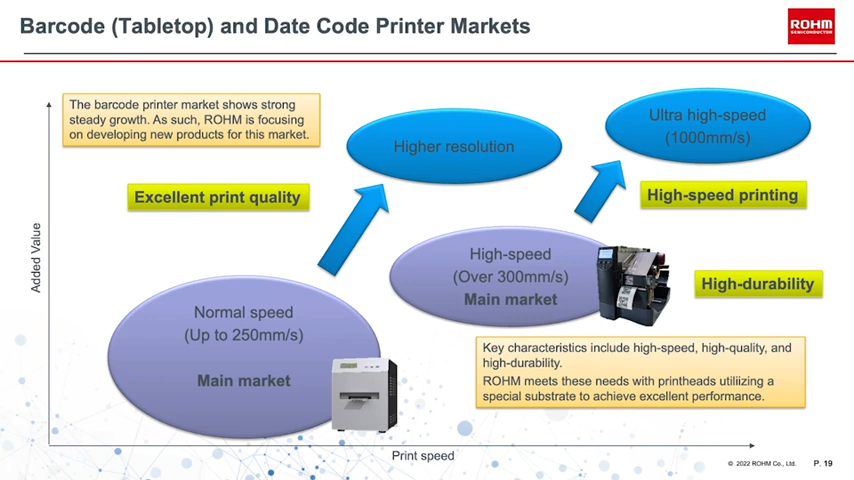 Barcode (Tabletop) and Date Code Printer Markets
ROHM
SEMICONDUCTOR
The barcode printer market shows strong
steady growth. As such, ROHM is focusing
on developing new products for this market.
Higher resolution
Ultra high-speed
(1000mm/s)
Excellent print quality
High-speed printing
Added Value
High-speed
(Over 300mm/s)
Main market
High-durability
Normal speed
(Up to 250mm/s)
Main market
Key characteristics include high-speed, high-quality, and
high-durability.
ROHM meets these needs with printheads utiliizing a
special substrate to achieve excellent performance.
Print speed
© 2022 ROHM Co., Ltd.
P. 19